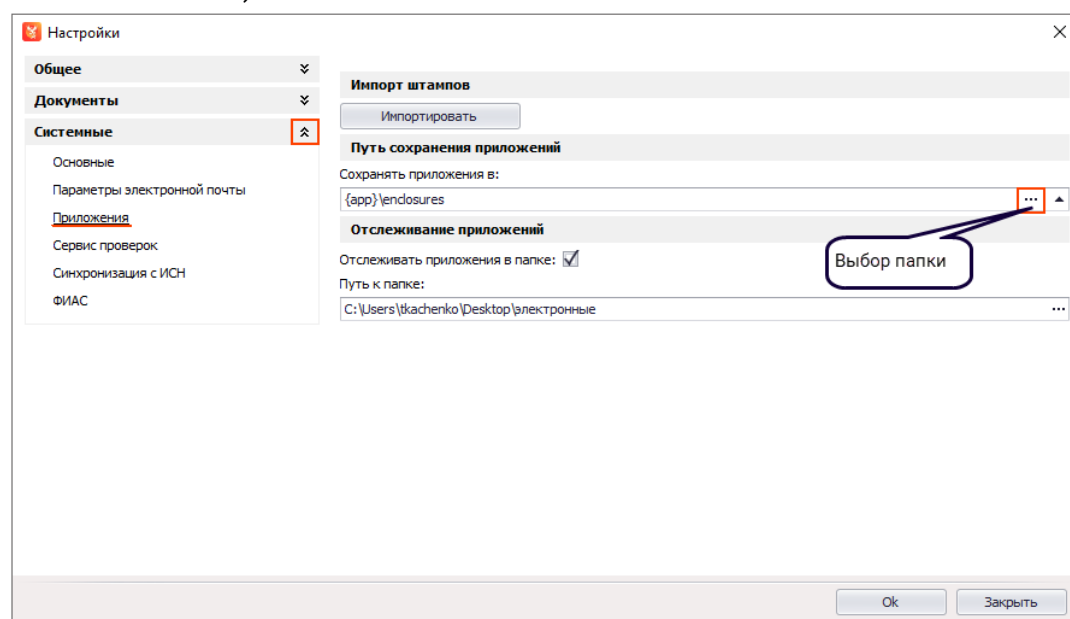 Настройки
Общее
Документы
Системные
Основные
Параметры электронной почты
Приложения
Сервис проверок
Синхронизация с ИСН
ФИАС
Импорт штампов
Импортировать
Путь сохранения приложений
Сохранять приложения в:
{app}\enclosures
...
Отслеживание приложений
Выбор папки
Отслеживать приложения в папке:
Путь к папке:
C:\Users\tkachenko\Desktop\электронные
...
Ok
Закрыть